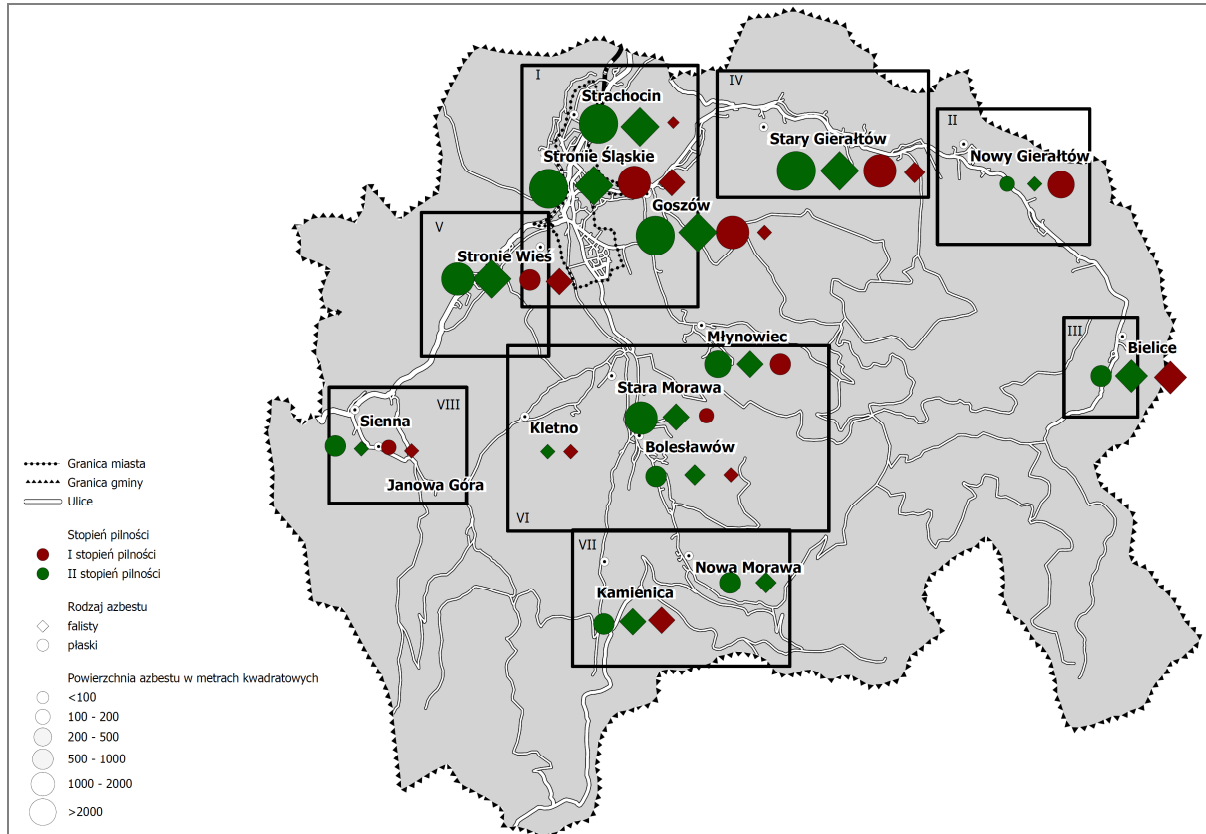 I
IV
II
Strachocin
Stary Gierałtów
Nowy Gierałtów
Stronie Śląskie
Goszów
V
Stronie Wieś
III
Bielice
Młynowiec
Stara Morawa
VIII
Sienna
Kletno
Bolesławów
Janowa Góra
VI
VII
Nowa Morawa
Kamienica
Granica miasta
Granica gminy
Ulice
Stopień pilności
I stopień pilności
II stopień pilności
Rodzaj azbestu
falisty
płaski
Powierzchnia azbestu w metrach kwadratowych
<100
100 - 200
200 - 500
500 - 1000
1000 - 2000
>2000